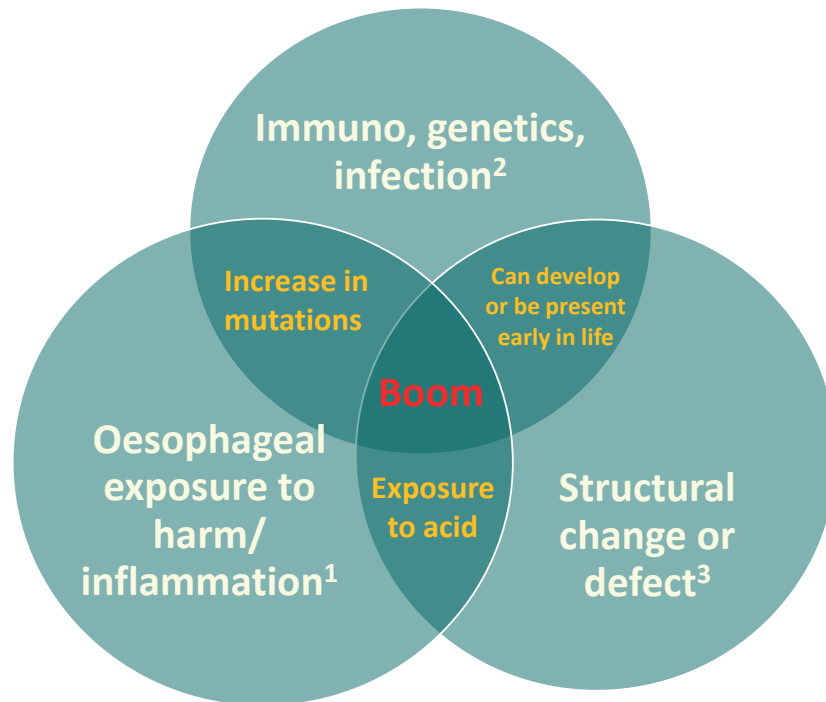 Immuno, genetics,
infection²
Increase in
mutations
Can develop
or be present
early in life
Boom
Oesophageal
exposure to
harm/
inflammation¹
Exposure
to acid
Structural
change or
defect³